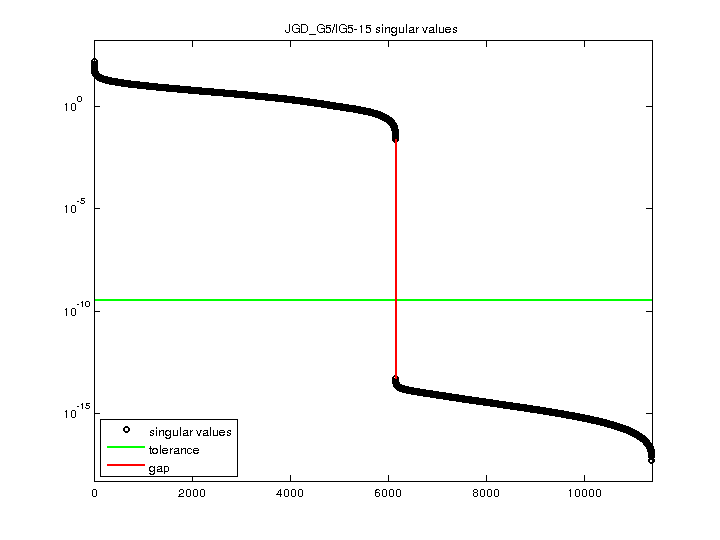 JGD_G5/IG5-15 singular values
10^0
10^-5
10^-10
10^-15
singular values
tolerance
gap
0 2000 4000 6000 8000 10000